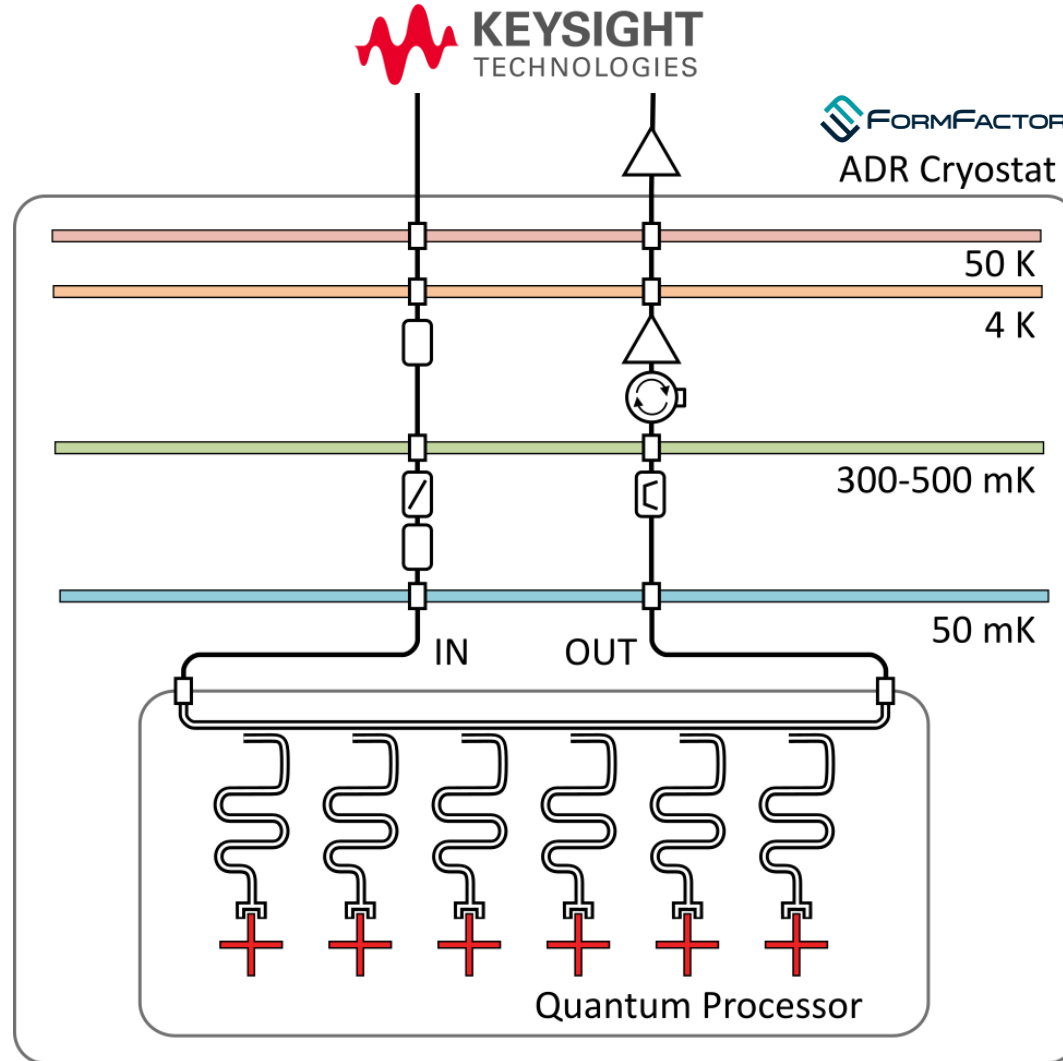 KEYSIGHT
TECHNOLOGIES
FORMFACTOR
ADR Cryostat
50 K
4 K
300-500 mK
50 mK
IN
OUT
Quantum Processor